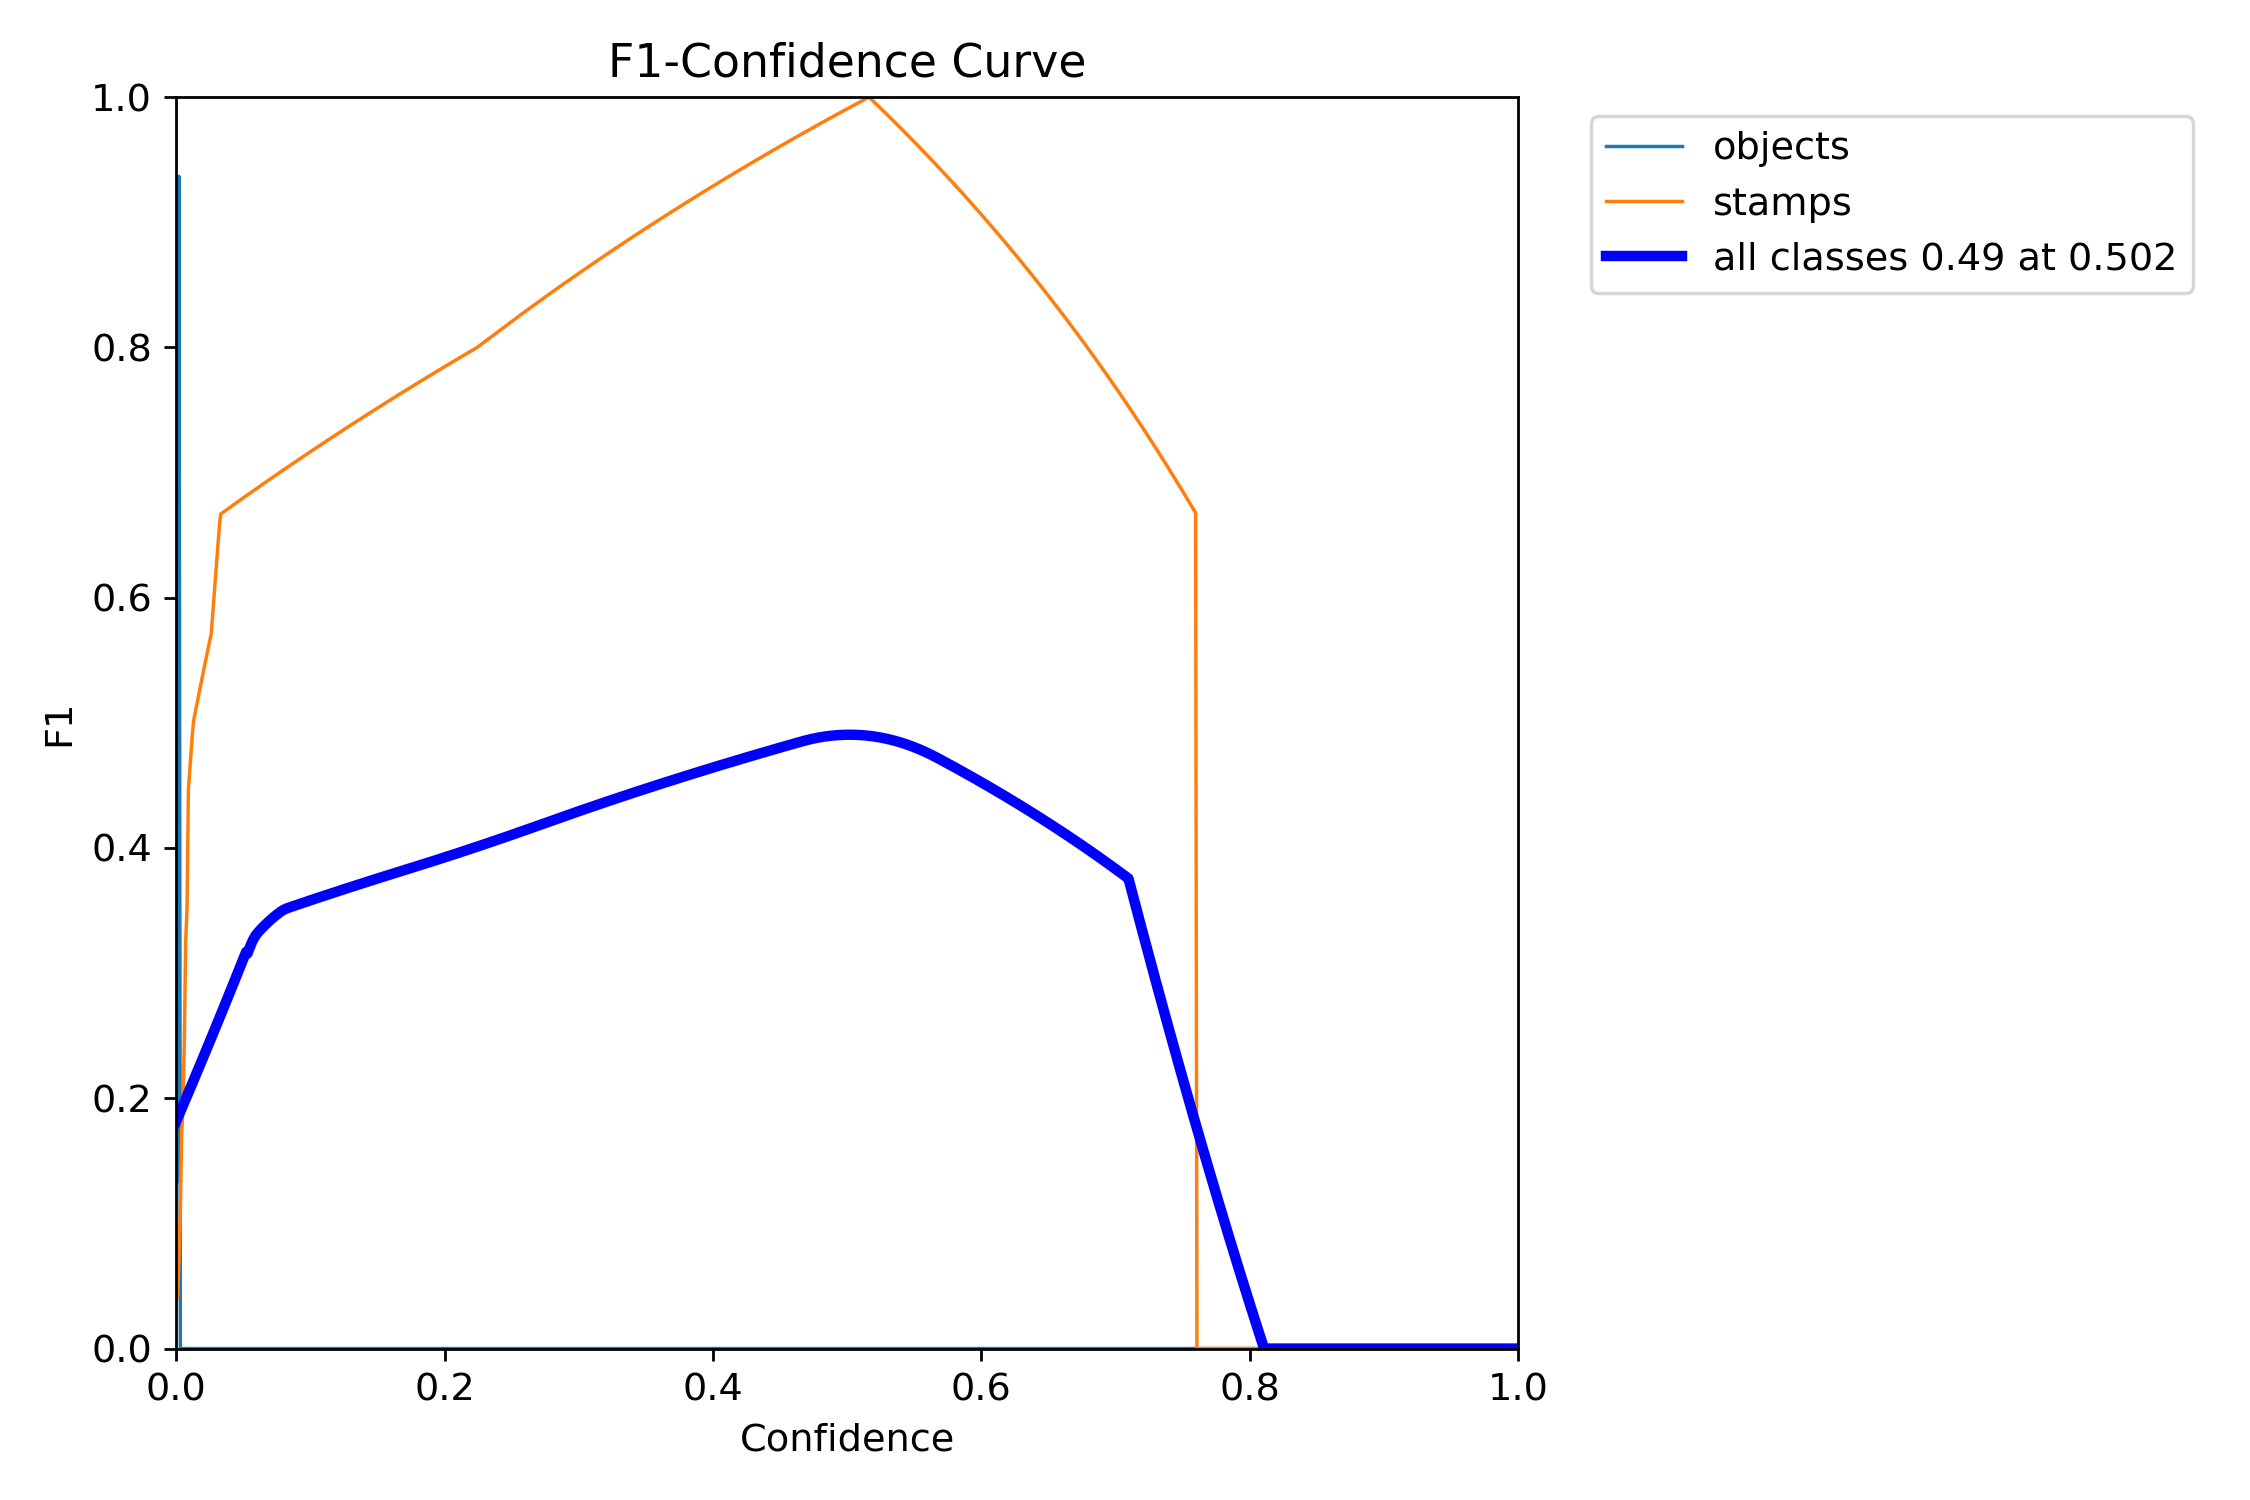 F1-Confidence Curve
1.0
0.8
0.6
0.4
0.2
0.0
F1
0.0 0.2 0.4 0.6 0.8 1.0
Confidence
objects
stamps
all classes 0.49 at 0.502